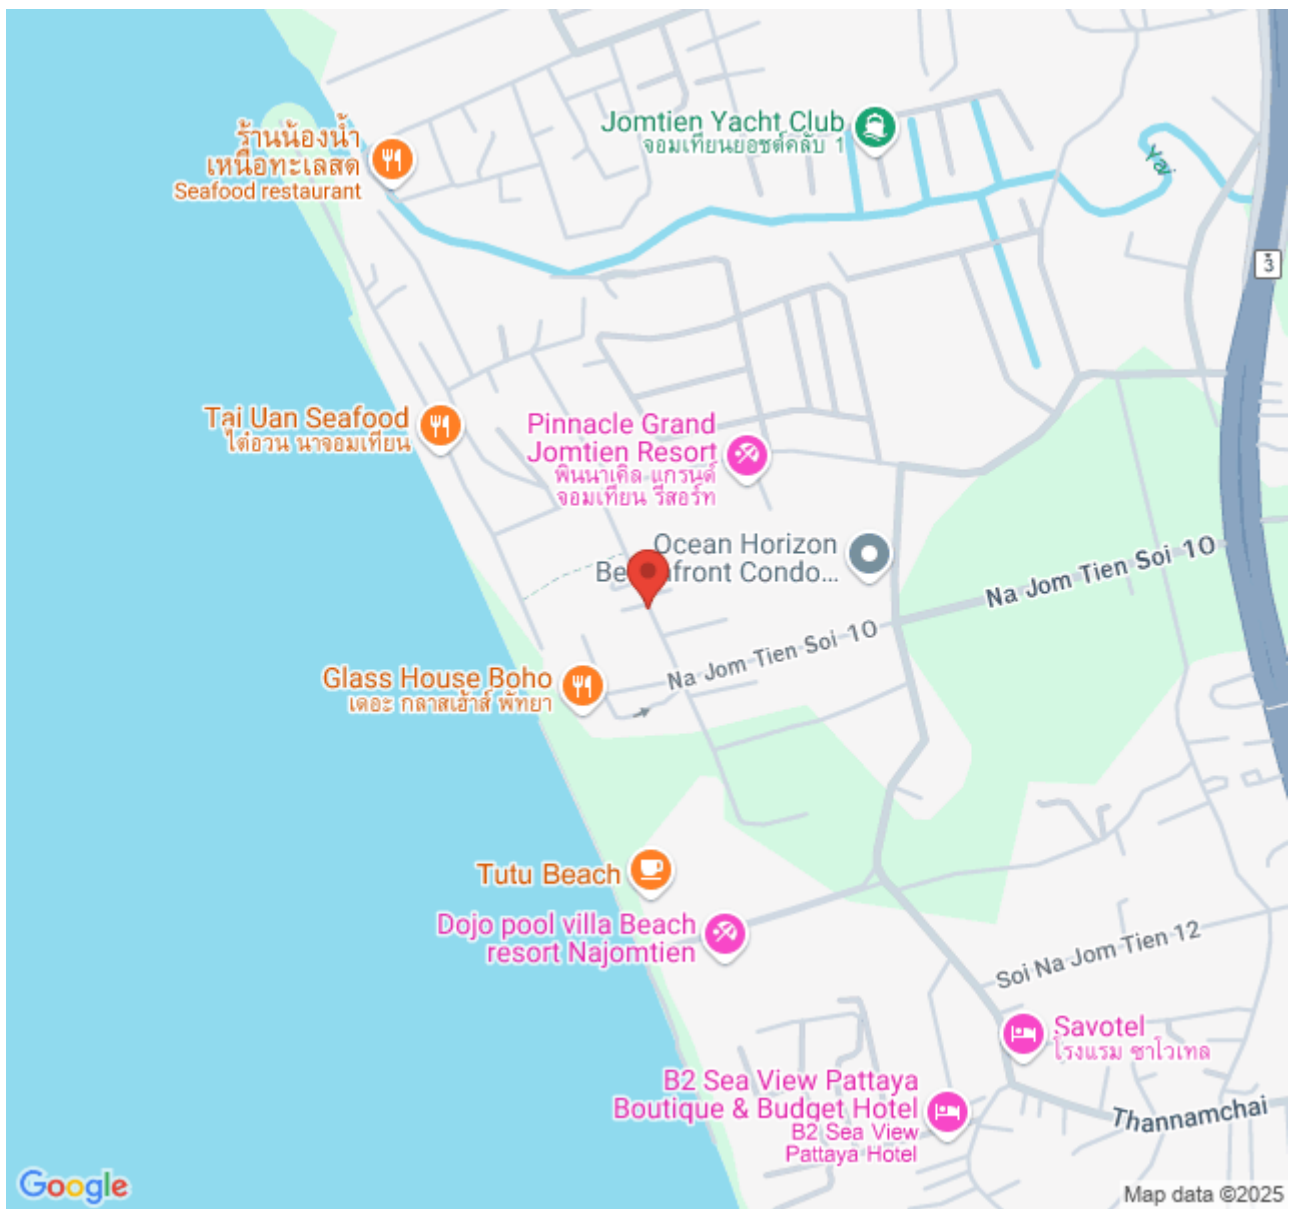 Jomtien Yacht Club
จอมเทียนยอชต์คลับ 1
ร้านน้องน้ำ
เหนือทะเลสด
Seafood restaurant
Yai
3
Tai Uan Seafood
ไต๋อวน นาจอมเทียน
Pinnacle Grand
Jomtien Resort
พินนาเคิล แกรนด์
จอมเทียน รีสอร์ท
Ocean Horizon
Be afront Condo...
Na Jom Tien Soi 10
Na Jom Tien Soi 10
Glass House Boho
เดอะ กลาสเฮ้าส์ พัทยา
Tutu Beach
Dojo pool villa Beach
resort Najomtien
Soi Na Jom Tien 12
Savotel
โรงแรม ซาโวเทล
B2 Sea View Pattaya
Boutique & Budget Hotel
B2 Sea View
Pattaya Hotel
Thannamchai
Google
Map data ©2025